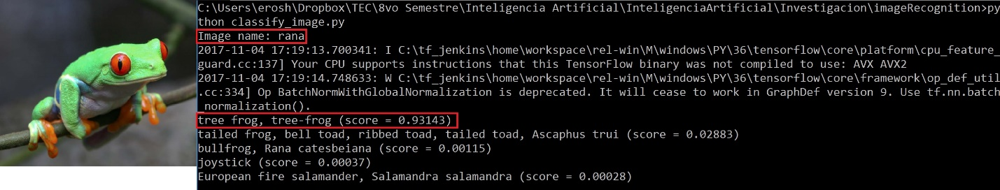 C:\Users\erosh\Dropbox\TEC\8vo Semestre\Inteligencia Artificial\InteligenciaArtificial\Investigacion\imageRecognition>py
thon classify_image.py
Image name: rana
2017-11-04 17:19:13.700341: I C:\tf_jenkins\home\workspace\rel-win\M\windows\PY\36\tensorflow\core\platform\cpu_feature_
guard.cc:137] Your CPU supports instructions that this TensorFlow binary was not compiled to use: AVX AVX2
2017-11-04 17:19:14.748633: W C:\tf_jenkins\home\workspace\rel-win\M\windows\PY\36\tensorflow\core\framework\op_def_util
.cc:334] Op BatchNormWithGlobalNormalization is deprecated. It will cease to work in GraphDef version 9. Use tf.nn.batch
_normalization().
tree frog, tree-frog (score = 0.93143)
tailed frog, bell toad, ribbed toad, tailed toad, Ascaphus trui (score = 0.02883)
bullfrog, Rana catesbeiana (score = 0.00115)
joystick (score = 0.00037)
European fire salamander, Salamandra salamandra (score = 0.00028)